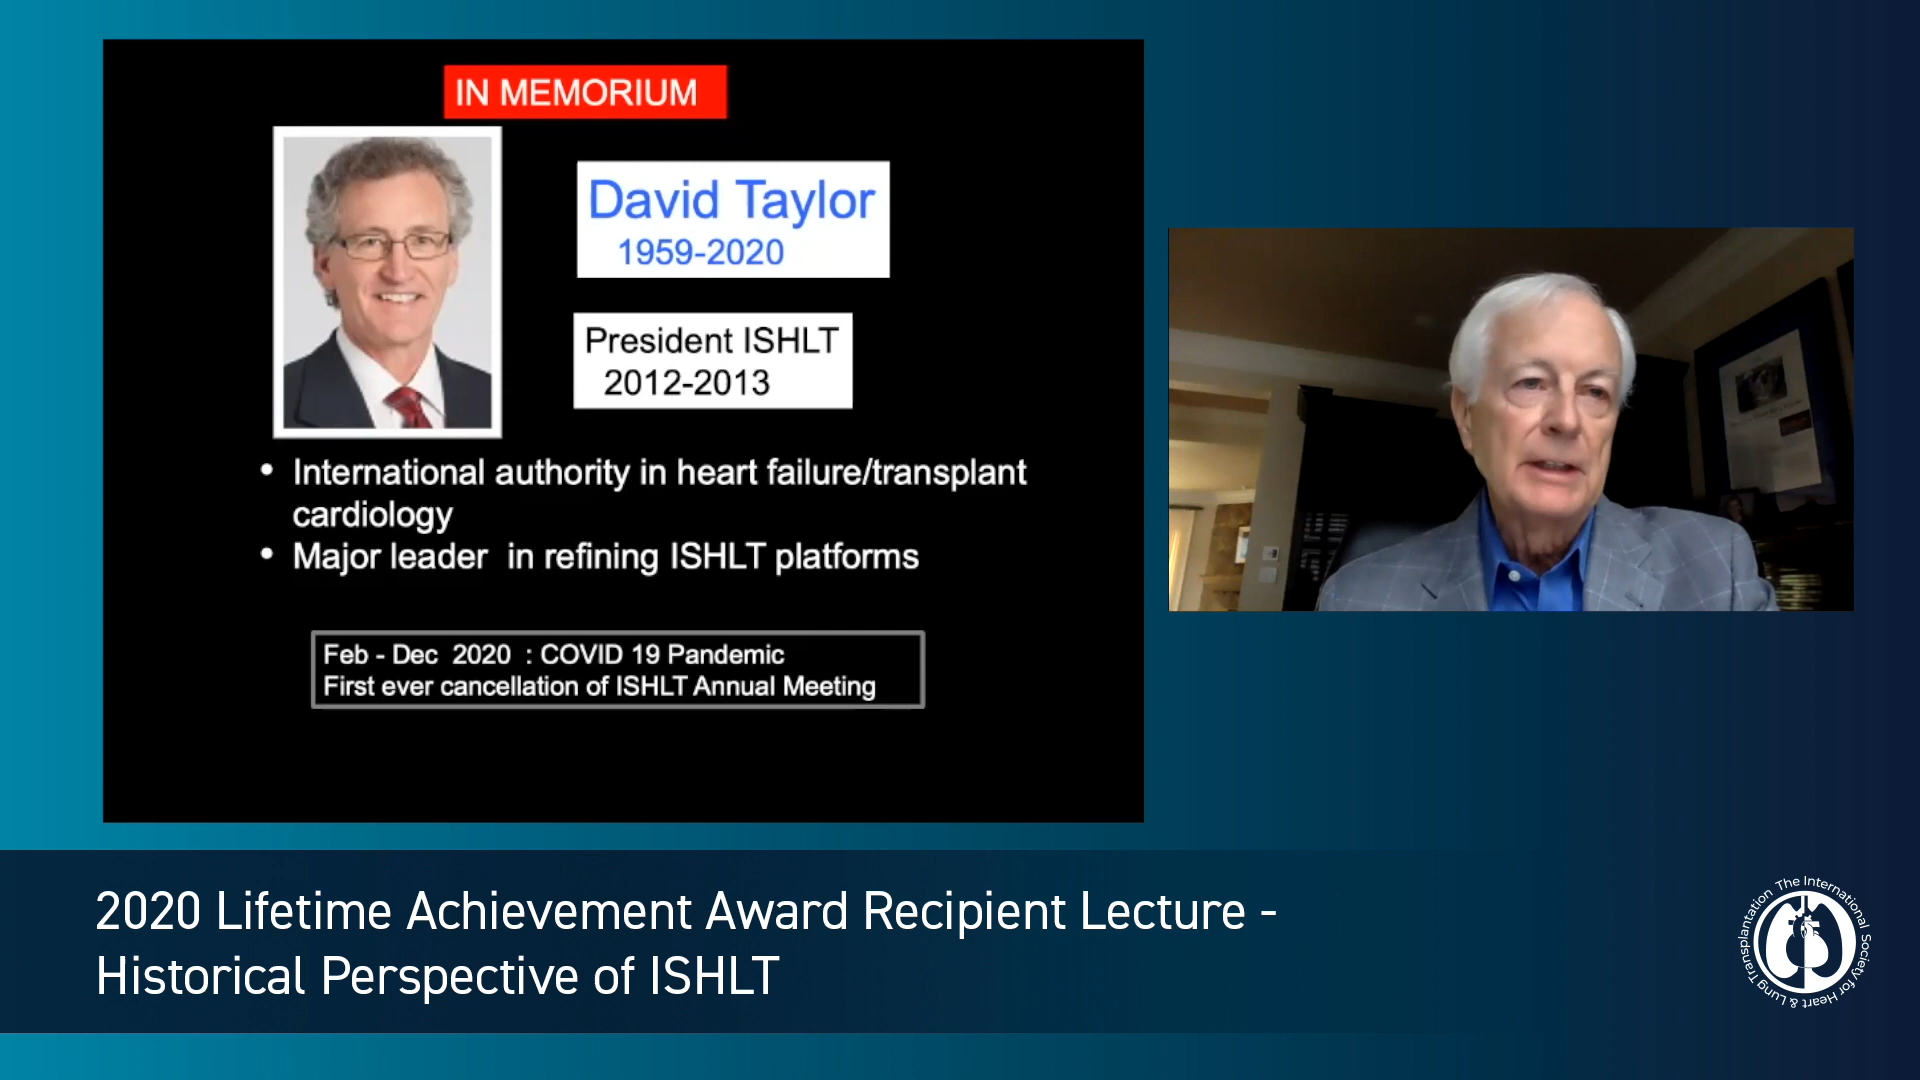 IN MEMORIUM
David Taylor
1959-2020
President ISHLT
2012-2013
• International authority in heart failure/transplant
cardiology
• Major leader in refining ISHLT platforms
Feb - Dec 2020 : COVID 19 Pandemic
First ever cancellation of ISHLT Annual Meeting
2020 Lifetime Achievement Award Recipient Lecture -
Historical Perspective of ISHLT
The International Society for Heart & Lung Transplantation